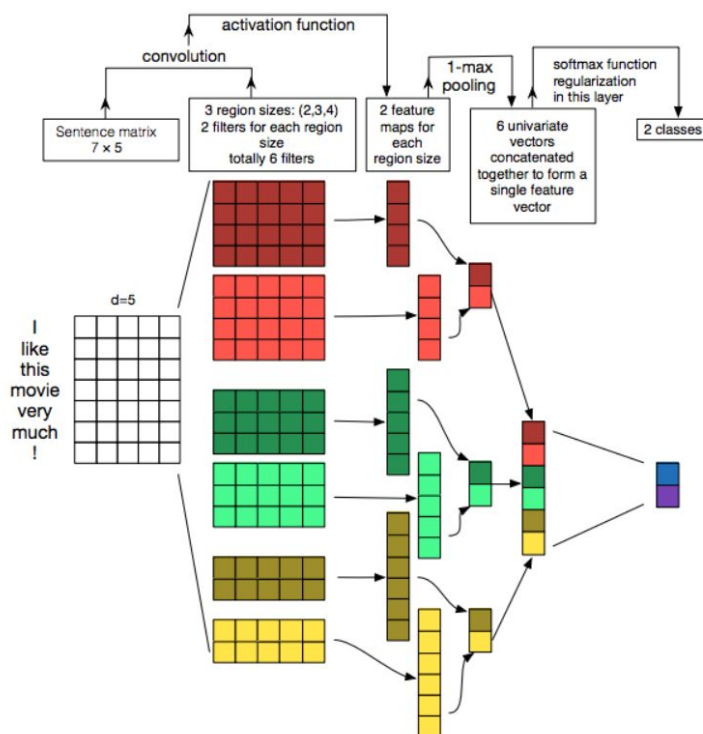 activation function
convolution
1-max
pooling
softmax function
regularization
in this layer
Sentence matrix
7 × 5
3 region sizes: (2,3,4)
2 filters for each region
size
totally 6 filters
2 feature
maps for
each
region size
6 univariate
vectors
concatenated
together to form a
single feature
vector
2 classes
d=5
I
like
this
movie
very
much
!